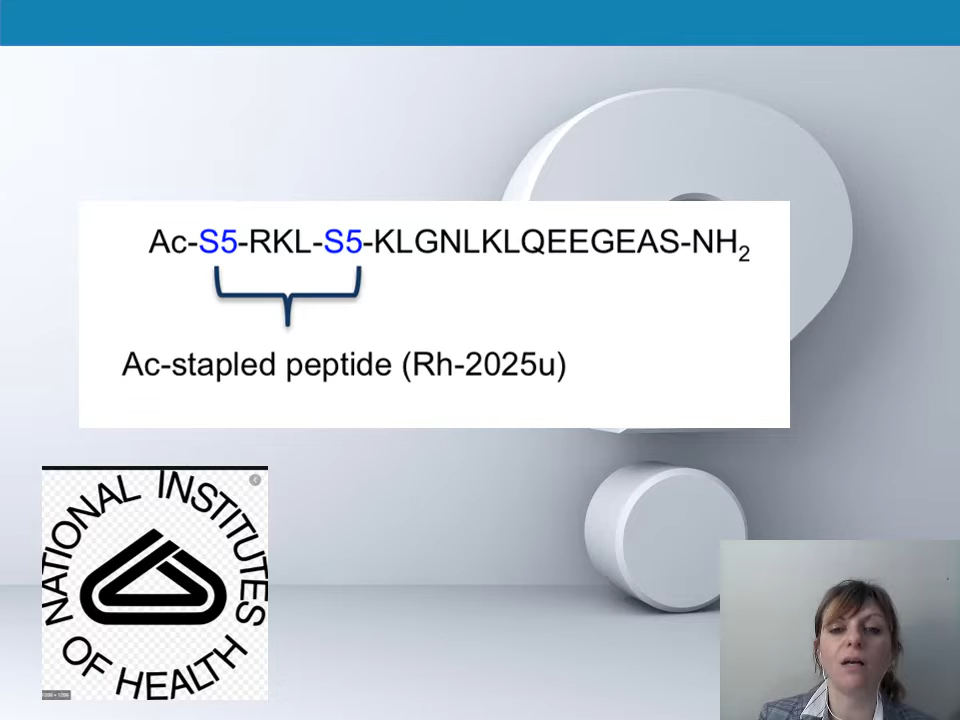 Ac-S5-RKL-S5-KLGNLKLQEEGEAS-NH₂
Ac-stapled peptide (Rh-2025u)
NATIONAL INSTITUTES
OF HEALTH